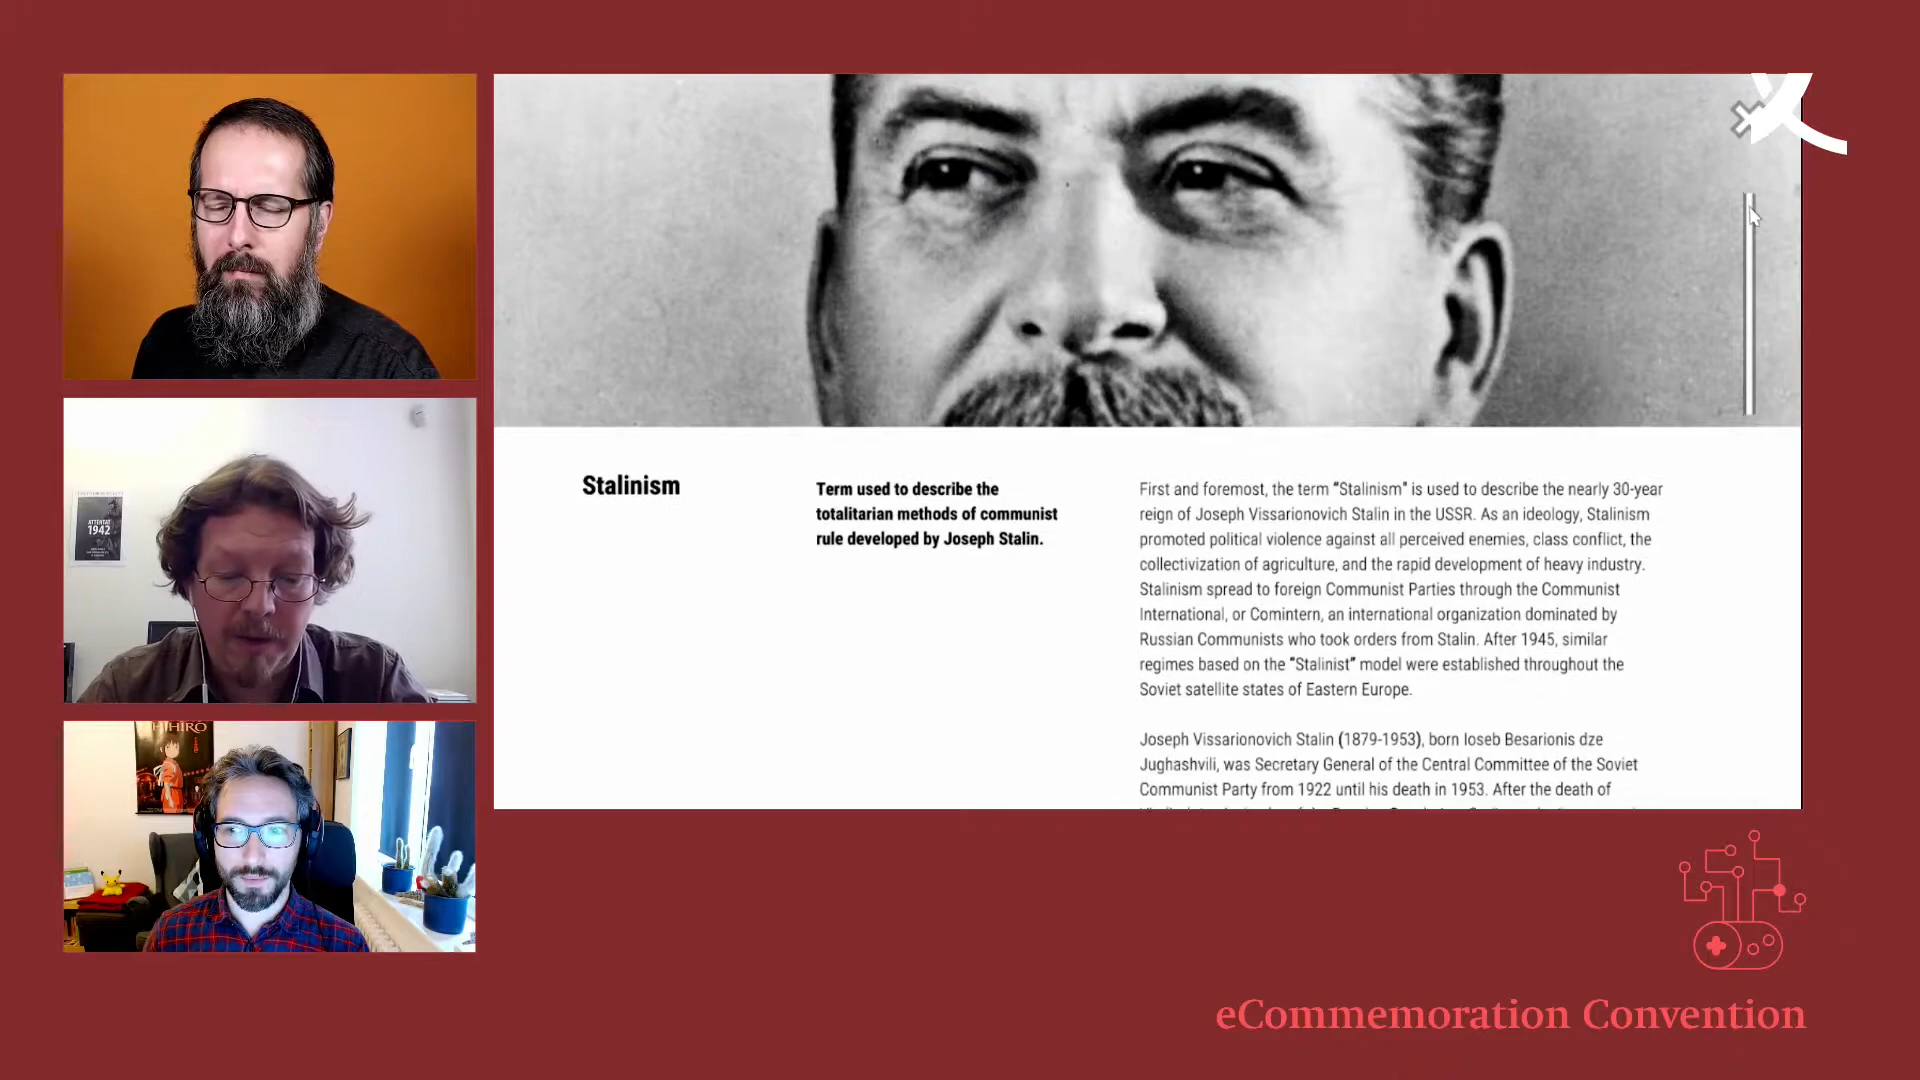 ATTENTAT
1942
HIHIRO
Stalinism
Term used to describe the
totalitarian methods of communist
rule developed by Joseph Stalin.
First and foremost, the term “Stalinism" is used to describe the nearly 30-year
reign of Joseph Vissarionovich Stalin in the USSR. As an ideology, Stalinism
promoted political violence against all perceived enemies, class conflict, the
collectivization of agriculture, and the rapid development of heavy industry.
Stalinism spread to foreign Communist Parties through the Communist
International, or Comintern, an international organization dominated by
Russian Communists who took orders from Stalin. After 1945, similar
regimes based on the “Stalinist” model were established throughout the
Soviet satellite states of Eastern Europe.
Joseph Vissarionovich Stalin (1879-1953), born Ioseb Besarionis dze
Jughashvili, was Secretary General of the Central Committee of the Soviet
Communist Party from 1922 until his death in 1953. After the death of
eCommemoration Convention